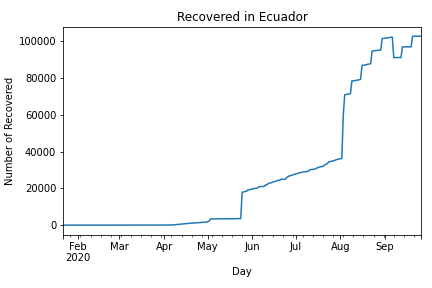 Recovered in Ecuador
Number of Recovered
100000
80000
60000
40000
20000
0
Feb Mar Apr May Jun Jul Aug Sep
2020
Day